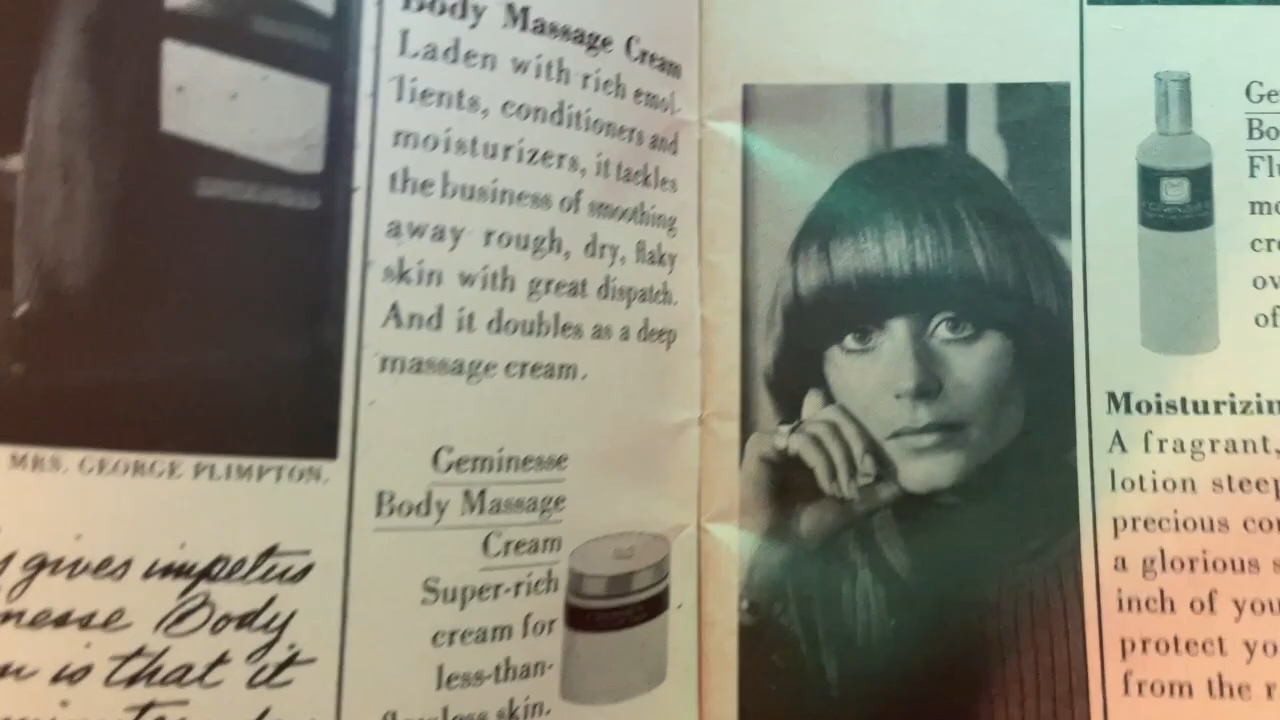 MRS. GEORGE PLIMPTON.
gives impetus
Body
is that it
Body Massage Cream
Laden with rich emol-
lients, conditioners and
moisturizers, it tackles
the business of smoothing
away rough, dry, flaky
skin with great dispatch.
And it doubles as a deep
massage cream.
Geminesse
Body Massage
Cream
Super-rich
cream for
less-than-
skin.
Moisturizin
A fragrant,
lotion steep
precious
a glorious
inch of you
protect yo
from the